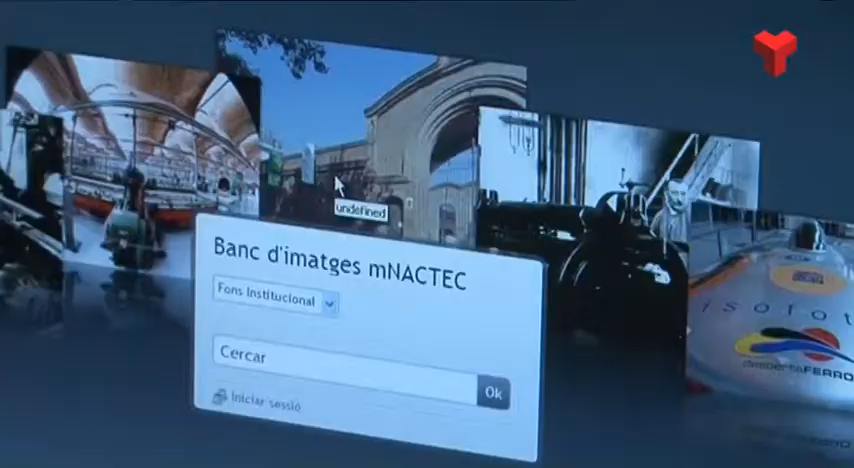 undefined
Banc d'imatges mNACTEC
Fons Institucional
Cercar
Ok
Iniciar sessió
isofot
FERRO